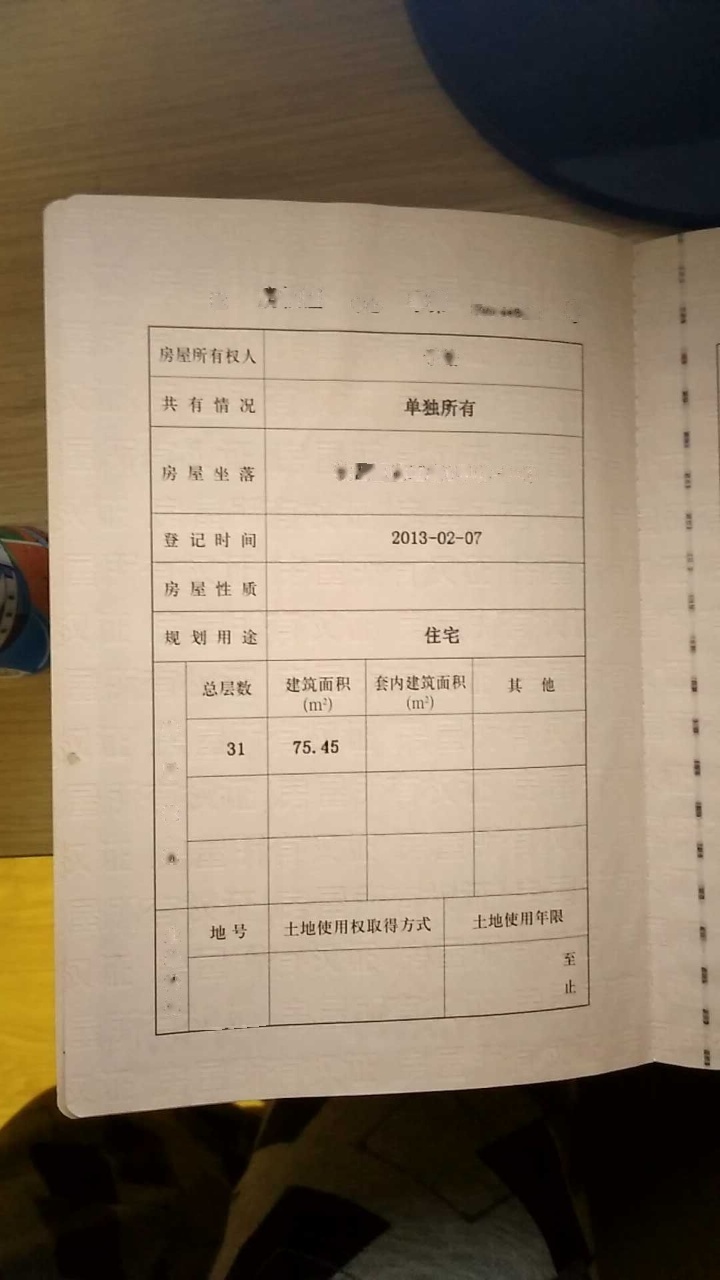 房屋所有权人
共有情况 单独所有
房屋坐落
登记时间 2013-02-07
房屋性质
规划用途 住宅
总层数 建筑面积 套内建筑面积 其他
(m²) (m²)
31 75.45
地号 土地使用权取得方式 土地使用年限
至
止